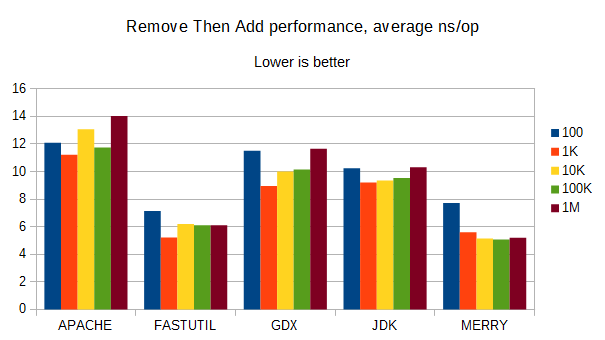 Remove Then Add performance, average ns/op
Lower is better
16
14
12
10
8
6
4
2
0
APACHE FASTUTIL GDX JDK MERRY
100
1K
10K
100K
1M